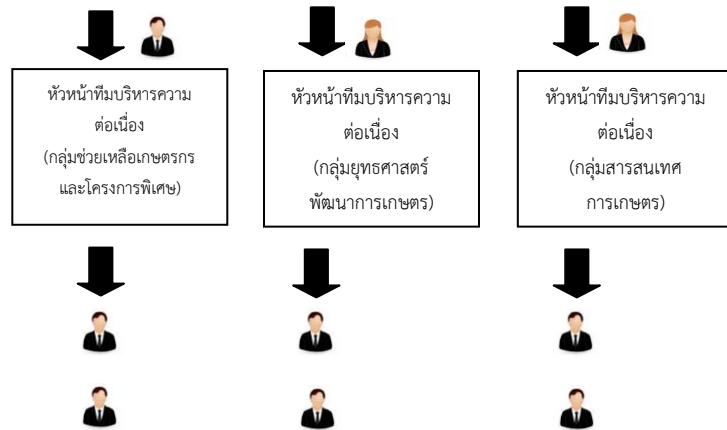 หัวหน้าทีมบริหารความ
ต่อเนื่อง
(กลุ่มช่วยเหลือเกษตรกร
และโครงการพิเศษ)
หัวหน้าทีมบริหารความ
ต่อเนื่อง
(กลุ่มยุทธศาสตร์
พัฒนาการเกษตร)
หัวหน้าทีมบริหารความ
ต่อเนื่อง
(กลุ่มสารสนเทศ
การเกษตร)